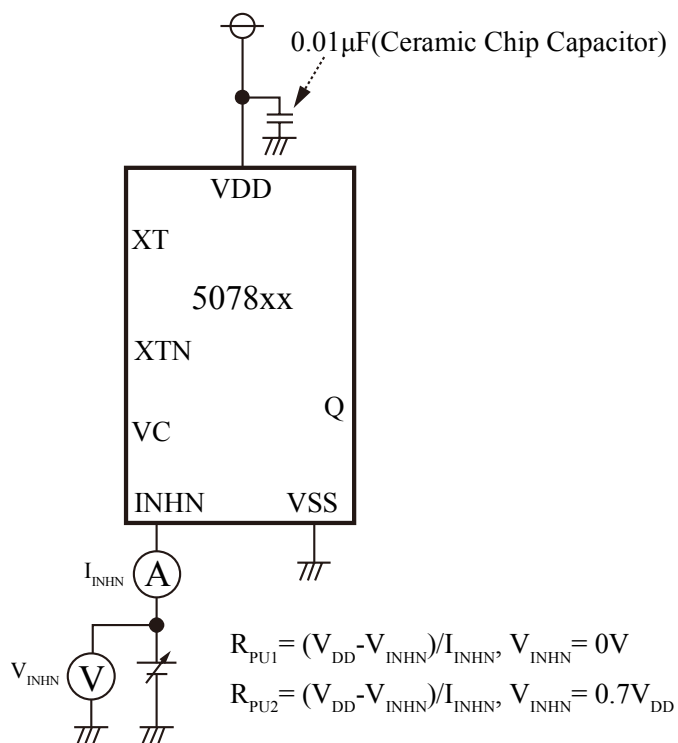 0.01μF(Ceramic Chip Capacitor)
VDD
XT
5078xx
XTN
Q
VC
INHN VSS
I_INHN A
V_INHN V
R_PU1= (V_DD-V_INHN)/I_INHN, V_INHN= 0V
R_PU2= (V_DD-V_INHN)/I_INHN, V_INHN= 0.7V_DD